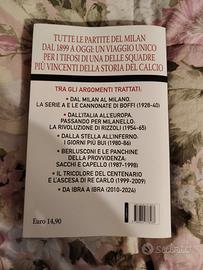 TUTTE LE PARTITE DEL MILAN
DAL 1899 A OGGI: UN VIAGGIO UNICO
PER I TIFOSI DI UNA DELLE SQUADRE
PIÙ VINCENTI DELLA STORIA DEL CALCIO
TRA GLI ARGOMENTI TRATTATI:
• DAL MILAN AL MILANO.
LA SERIE A E LE CANNONATE DI BOFFI (1928-40)
• DALL'ITALIA ALL'EUROPA.
PASSANDO PER MILANELLO.
LA RIVOLUZIONE DI RIZZOLI (1954-65)
• DALLA STELLA ALL'INFERNO.
I GIORNI PIÙ BUI (1980-86)
• BERLUSCONI E LE PANCHINE
DELLA PROVVIDENZA.
SACCHI E CAPELLO (1987-1998)
• IL TRICOLORE DEL CENTENARIO
E L'ASCESA DI RE CARLO (1999-2009)
• DA IBRA A IBRA (2010-2024)
Euro 14,90
Subito